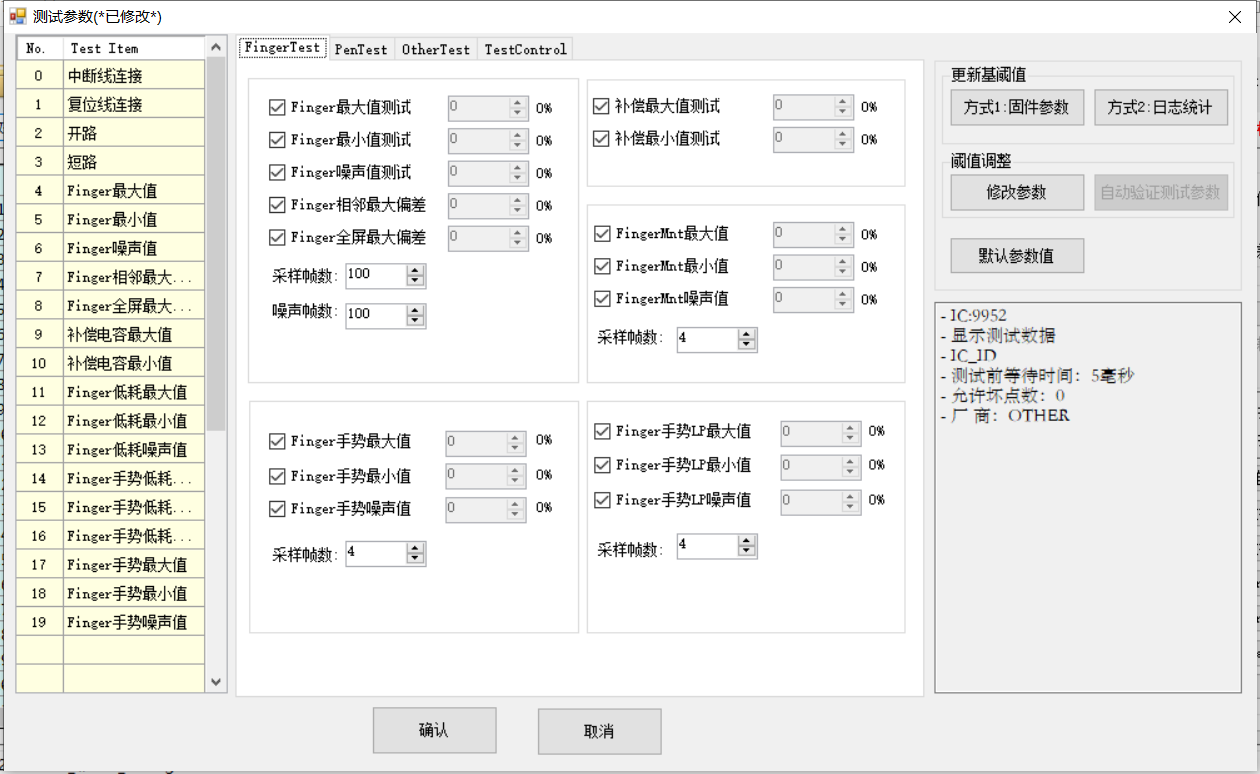 测试参数(*已修改*)
No. Test Item
0 中断线连接
1 复位线连接
2 开路
3 短路
4 Finger最大值
5 Finger最小值
6 Finger噪声值
7 Finger相邻最大...
8 Finger全屏最大...
9 补偿电容最大值
10 补偿电容最小值
11 Finger低耗最大值
12 Finger低耗最小值
13 Finger低耗噪声值
14 Finger手势低耗...
15 Finger手势低耗...
16 Finger手势低耗...
17 Finger手势最大值
18 Finger手势最小值
19 Finger手势噪声值
FingerTest PenTest OtherTest TestControl
Finger最大值测试 0 0%
Finger最小值测试 0 0%
Finger噪声值测试 0 0%
Finger相邻最大偏差 0 0%
Finger全屏最大偏差 0 0%
采样帧数: 100
噪声帧数: 100
补偿最大值测试 0 0%
补偿最小值测试 0 0%
FingerMnt最大值 0 0%
FingerMnt最小值 0 0%
FingerMnt噪声值 0 0%
采样帧数: 4
Finger手势最大值 0 0%
Finger手势最小值 0 0%
Finger手势噪声值 0 0%
采样帧数: 4
Finger手势LP最大值 0 0%
Finger手势LP最小值 0 0%
Finger手势LP噪声值 0 0%
采样帧数: 4
更新基阈值
方式1:固件参数 方式2:日志统计
阈值调整
修改参数 自动验证测试参数
默认参数值
- IC:9952
- 显示测试数据
- IC_ID
- 测试前等待时间: 5毫秒
- 允许坏点数: 0
- 厂 商: OTHER
确认 取消